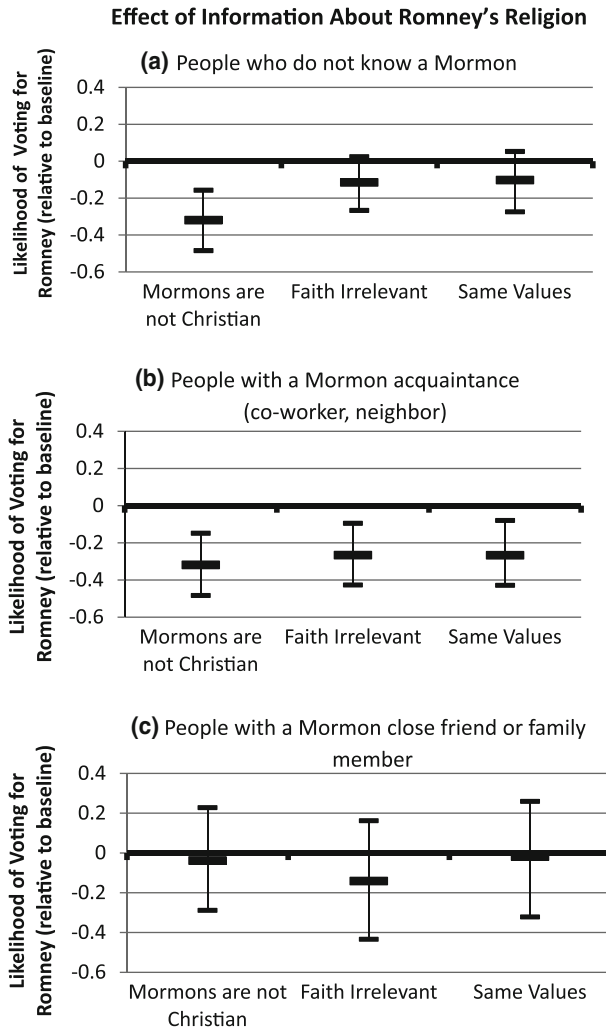 Effect of Information About Romney's Religion
(a) People who do not know a Mormon
Likelihood of Voting for
Romney (relative to baseline)
0.4
0.2
0
-0.2
-0.4
-0.6
Mormons are
not Christian
Faith Irrelevant
Same Values
(b) People with a Mormon acquaintance
(co-worker, neighbor)
Likelihood of Voting for
Romney (relative to baseline)
0.4
0.2
0
-0.2
-0.4
-0.6
Mormons are
not Christian
Faith Irrelevant
Same Values
(c) People with a Mormon close friend or family
member
Likelihood of Voting for
Romney (relative to baseline)
0.4
0.2
0
-0.2
-0.4
-0.6
Mormons are not
Christian
Faith Irrelevant
Same Values